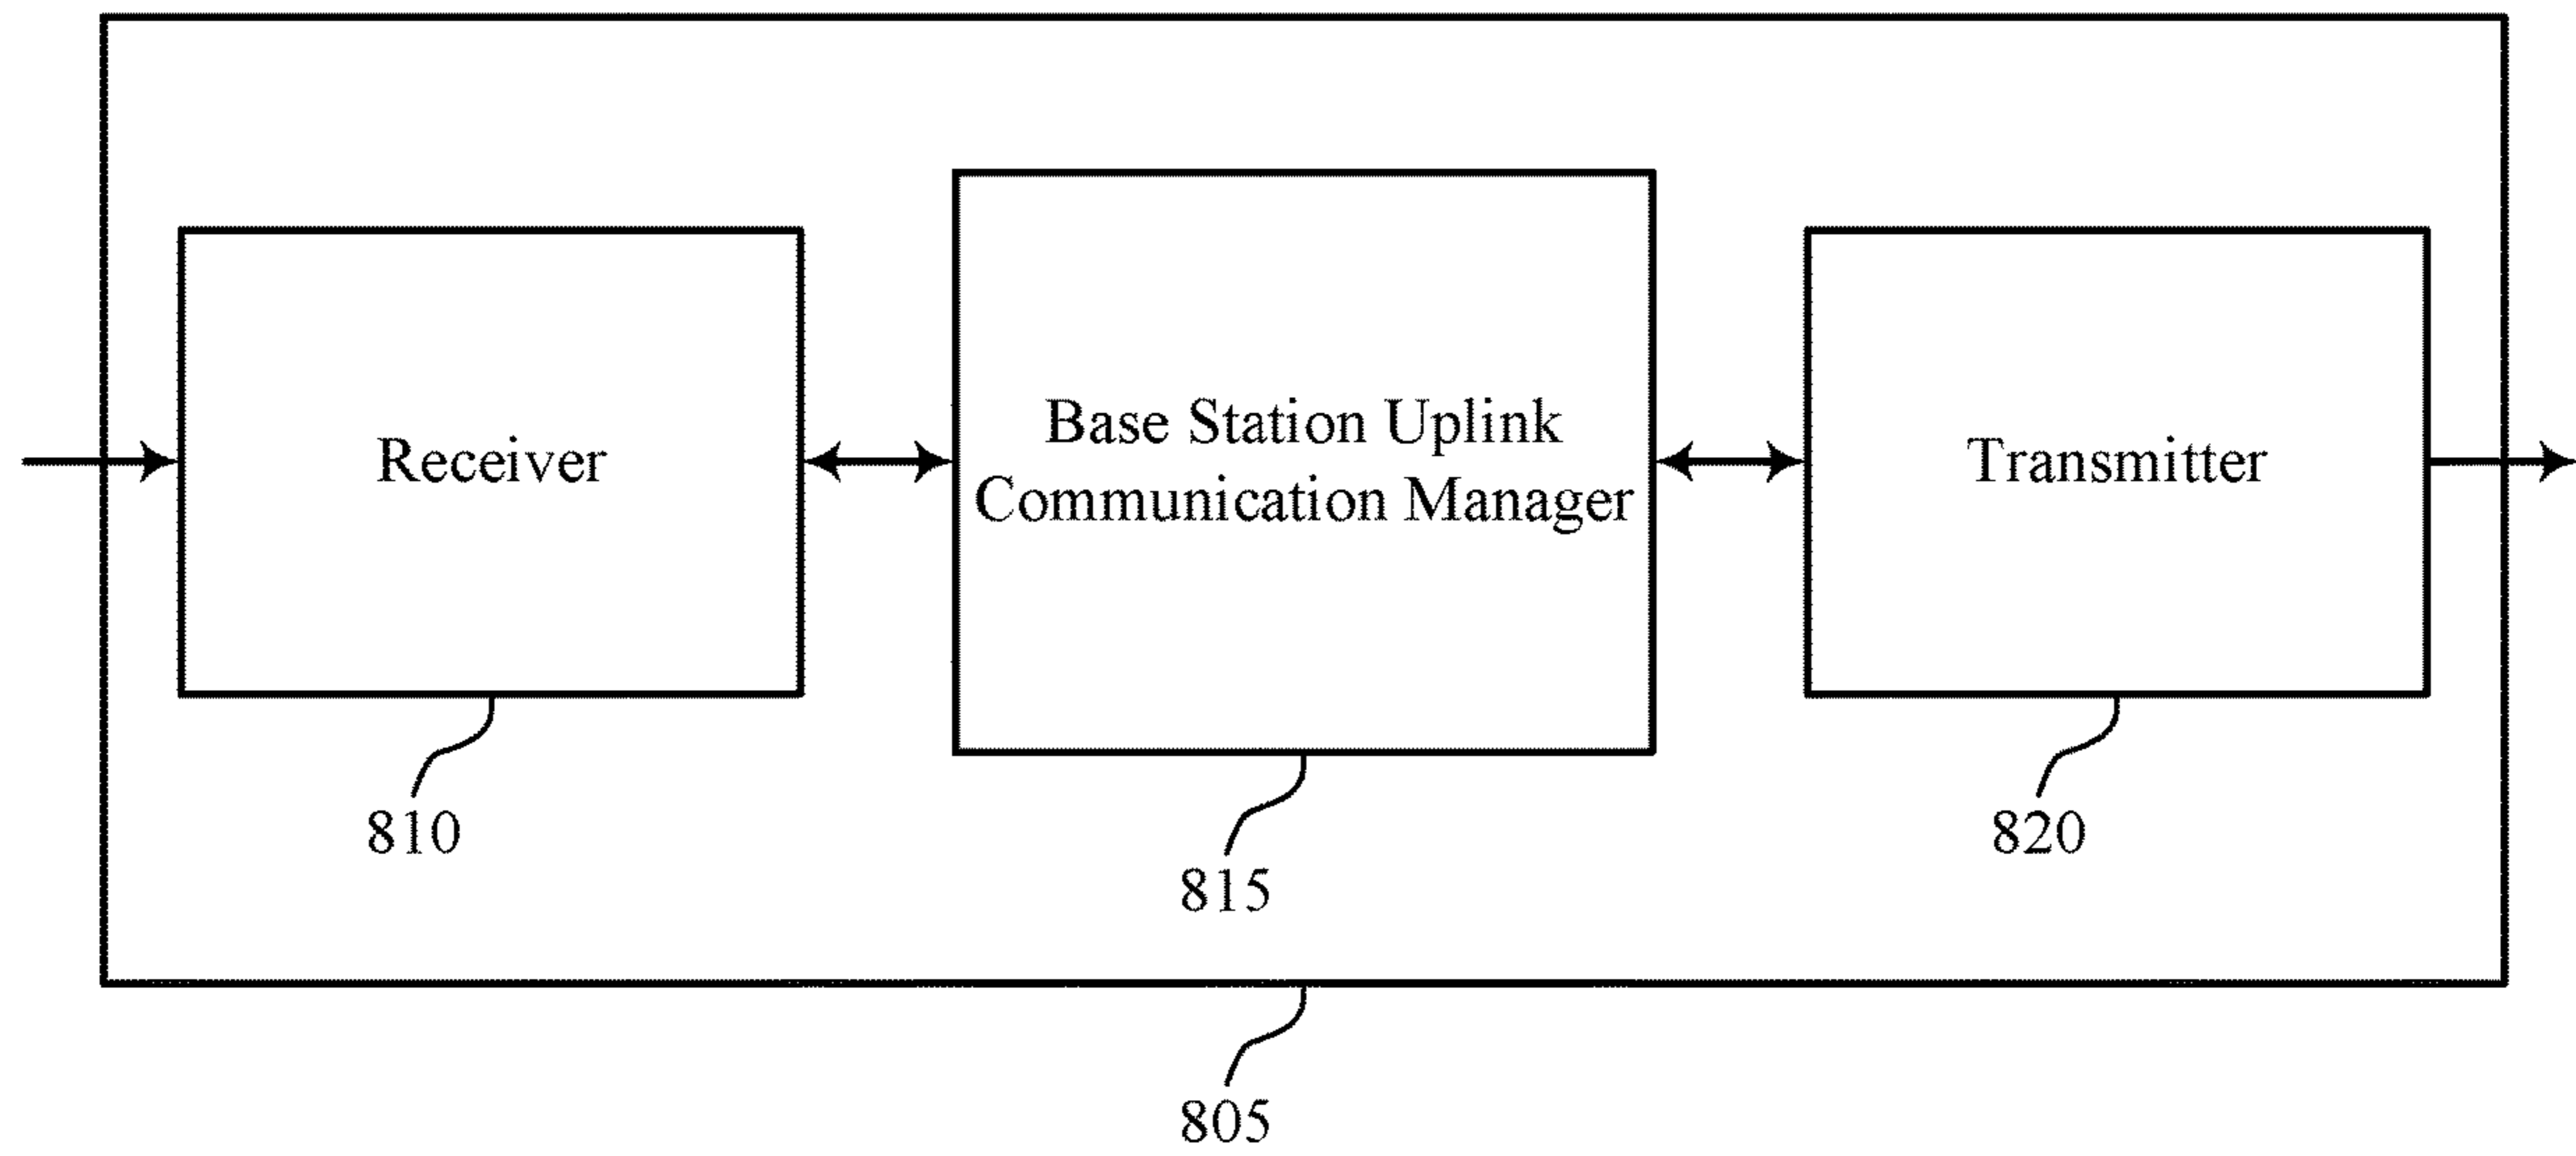 Receiver
Base Station Uplink
Communication Manager
Transmitter
810
815
820
805